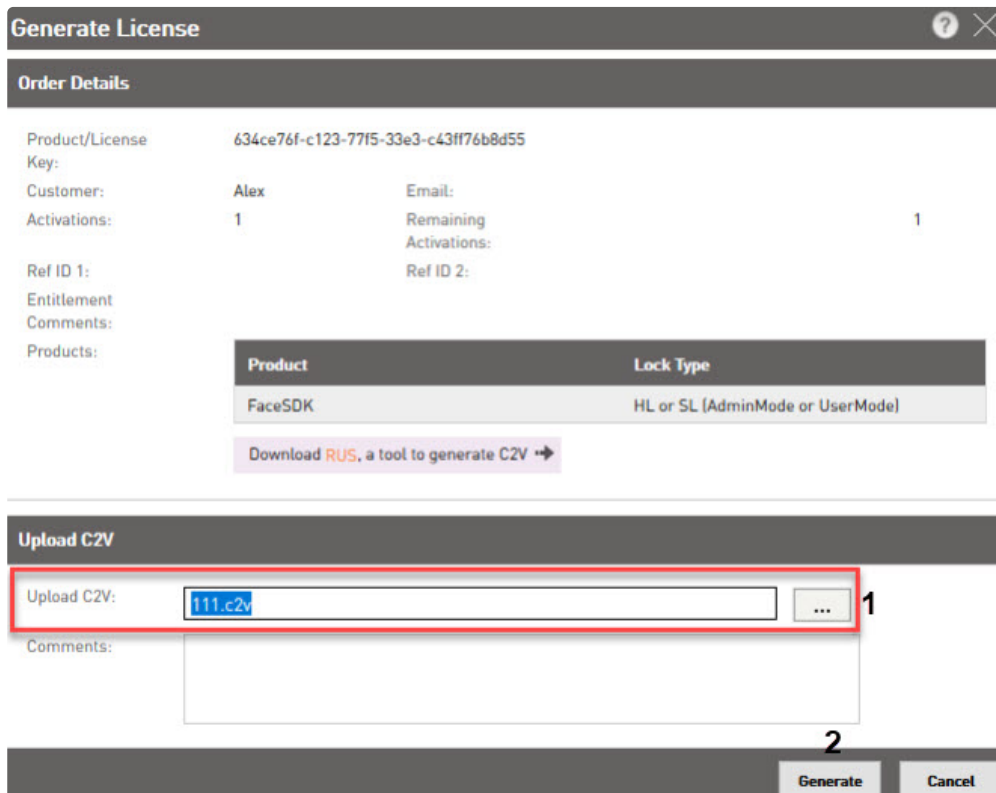 Generate License ?
Order Details
Product/License 634ce76f-c123-77f5-33e3-c43ff76b8d55
Key:
Customer: Alex Email:
Activations: 1 Remaining 1
Activations:
Ref ID 1: Ref ID 2:
Entitlement
Comments:
Products:
Product Lock Type
FaceSDK HL or SL (AdminMode or UserMode)
Download RUS, a tool to generate C2V
Upload C2V
Upload C2V: 111.c2v ... 1
Comments:
2
Generate Cancel